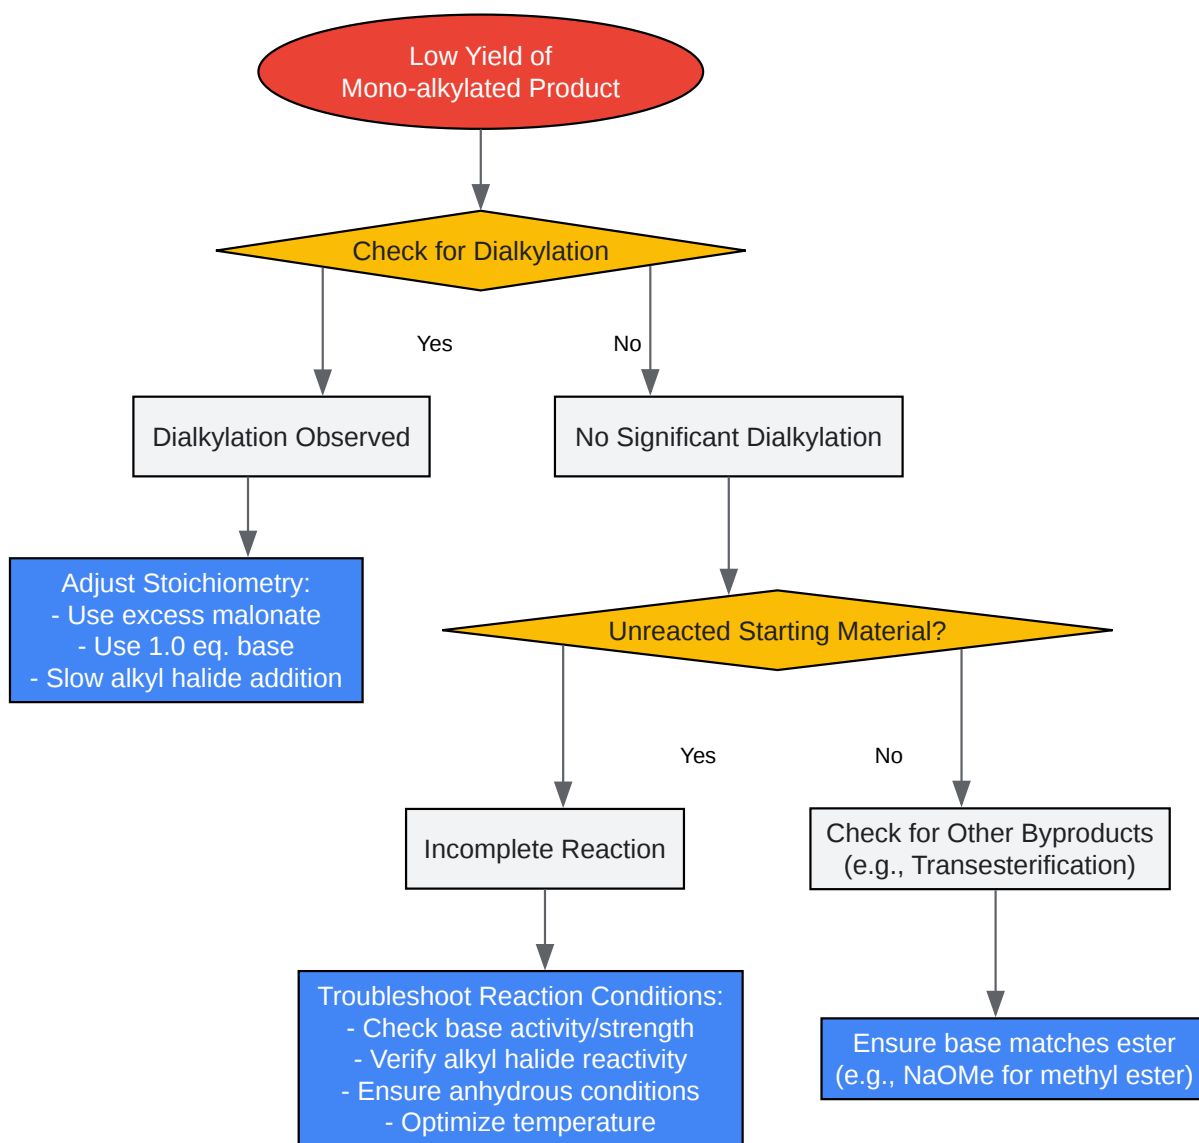 Low Yield of
Mono-alkylated Product
Check for Dialkylation
Yes
No
Dialkylation Observed
No Significant Dialkylation
Adjust Stoichiometry:
- Use excess malonate
- Use 1.0 eq. base
- Slow alkyl halide addition
Unreacted Starting Material?
Yes
No
Incomplete Reaction
Check for Other Byproducts
(e.g., Transesterification)
Troubleshoot Reaction Conditions:
- Check base activity/strength
- Verify alkyl halide reactivity
- Ensure anhydrous conditions
- Optimize temperature
Ensure base matches ester
(e.g., NaOMe for methyl ester)